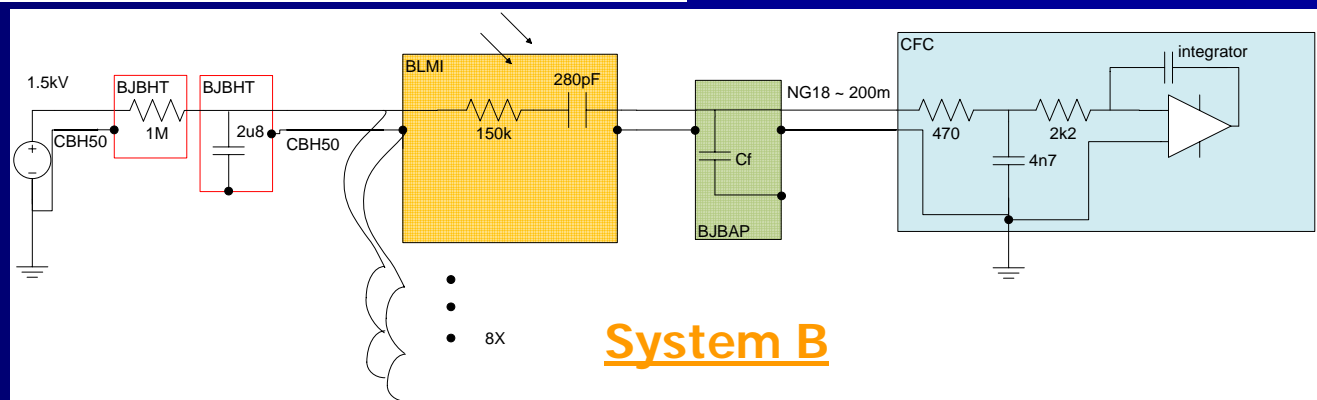 1.5kV
CBH50
BJBHT
1M
BJBHT
2u8
CBH50
BLMI
150k
280pF
8X
Cf
BJBAP
NG18 ~ 200m
CFC
470
4n7
2k2
integrator
+
System B